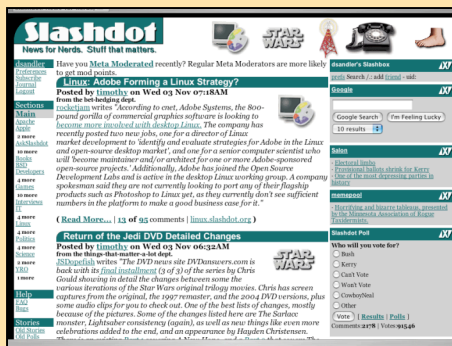 Slashdot
News for Nerds. Stuff that matters.
STAR
WARS
dsandler
Preferences
Subscribe
Journal
Logout
Sections
Main
Apache
Apple
2 more
AskSlashdot
10 more
Books
BSD
Developers
4 more
Games
10 more
Interviews
IT
4 more
Linux
4 more
Politics
4 more
Science
2 more
YRO
1 more
Help
FAQ
Bugs
Stories
Old Stories
Old Polls
Have you Meta Moderated recently? Regular Meta Moderators are more likely
to get mod points.
Linux: Adobe Forming a Linux Strategy?
Posted by timothy on Wed 03 Nov 07:18AM
from the bet-hedging dept.
rocketjam writes "According to cnet, Adobe Systems, the 800-
pound gorilla of commercial graphics software is looking to
become more involved with desktop Linux. The company has
recently posted two new jobs, one for a director of Linux
market development to 'identify and evaluate strategies for Adobe in the Linux
and open-source desktop market', and one for a senior computer scientist who
will 'become maintainer and/or architect for one or more Adobe-sponsored
open-source projects.' Additionally, Adobe has joined the Open Source
Development Labs and is active in the desktop Linux working group. A company
spokesman said they are not currently looking to port any of their flagship
products such as Photoshop to Linux yet, as they currently don't see sufficient
numbers in the platform to make a good business case for it."
( Read More... | 13 of 95 comments | linux.slashdot.org )
Return of the Jedi DVD Detailed Changes
Posted by timothy on Wed 03 Nov 06:32AM
from the things-that-matter-a-lot dept.
JSDopefish writes "The DVD news site DVDanswers.com is
back with its final installment (3 of 3) of the series by Chris
Gould showing in detail the changes between some the
various iterations of the Star Wars original trilogy movies. Chris has screen
captures from the original, the 1997 remaster, and the 2004 DVD versions, plus
some audio clips for you to check out. One of the best lists of changes, mostly
because of the pictures. Some of the changes listed here are The Sarlacc
monster, Lightsaber consistency (again), as well as new things like even more
celebrations added to the end, and an appearance by Hayden Christensen.
STAR
WARS
dsandler's Slashbox
prefs Search /.: add friend - uid:
Google
Google Search
I'm Feeling Lucky
10 results
Salon
- Electoral limbo
- Provisional ballots shrink for Kerry
- One of the most depressing parties in
history
memepool
- Horrifying and bizarre tableaux, presented
by the Minnesota Association of Rogue
Taxidermists.
Slashdot Poll
Who will you vote for?
Bush
Kerry
Can't Vote
Won't Vote
CowboyNeal
Other
Vote [ Results | Polls ]
Comments:2178 | Votes:91546